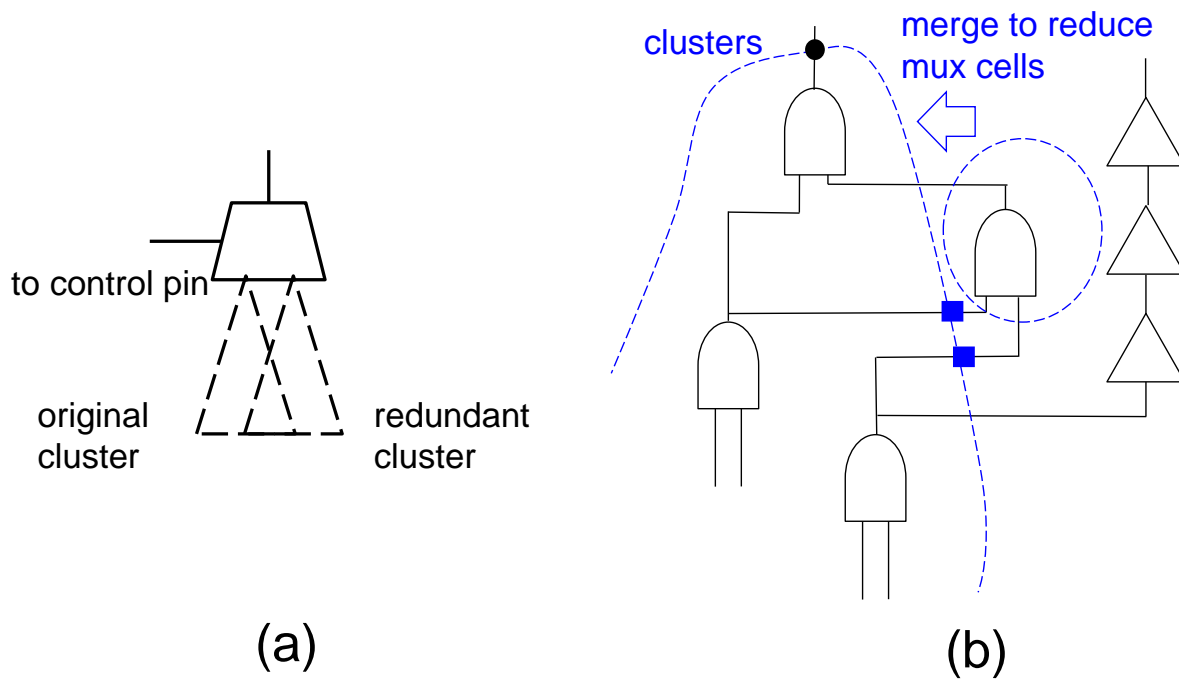 to control pin
original
cluster
redundant
cluster
(a)
clusters
merge to reduce
mux cells
(b)